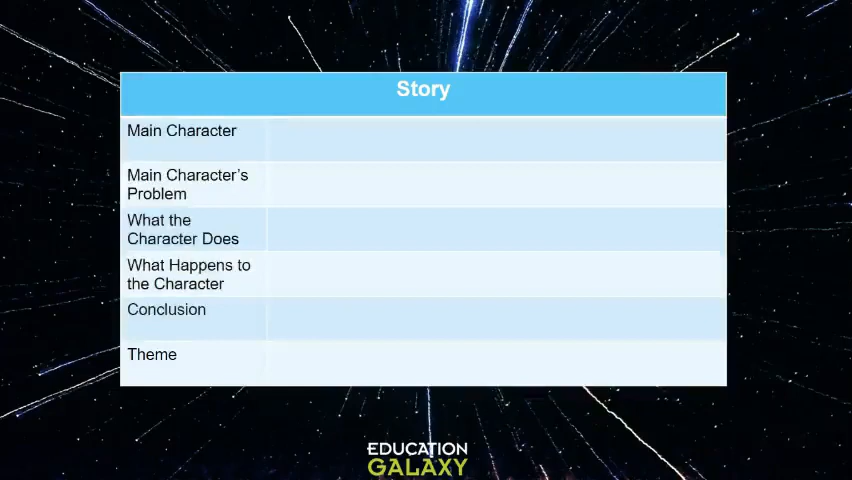 Story
Main Character
Main Character’s
Problem
What the
Character Does
What Happens to
the Character
Conclusion
Theme
EDUCATION
GALAXY